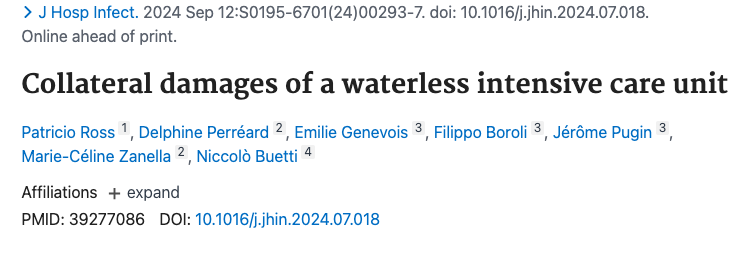 > J Hosp Infect. 2024 Sep 12:S0195-6701(24)00293-7. doi: 10.1016/j.jhin.2024.07.018.
Online ahead of print.
Collateral damages of a waterless intensive care unit
Patricio Ross 1, Delphine Perréard 2, Emilie Genevois 3, Filippo Boroli 3, Jérôme Pugin 3,
Marie-Céline Zanella 2, Niccolò Buetti 4
Affiliations + expand
PMID: 39277086 DOI: 10.1016/j.jhin.2024.07.018